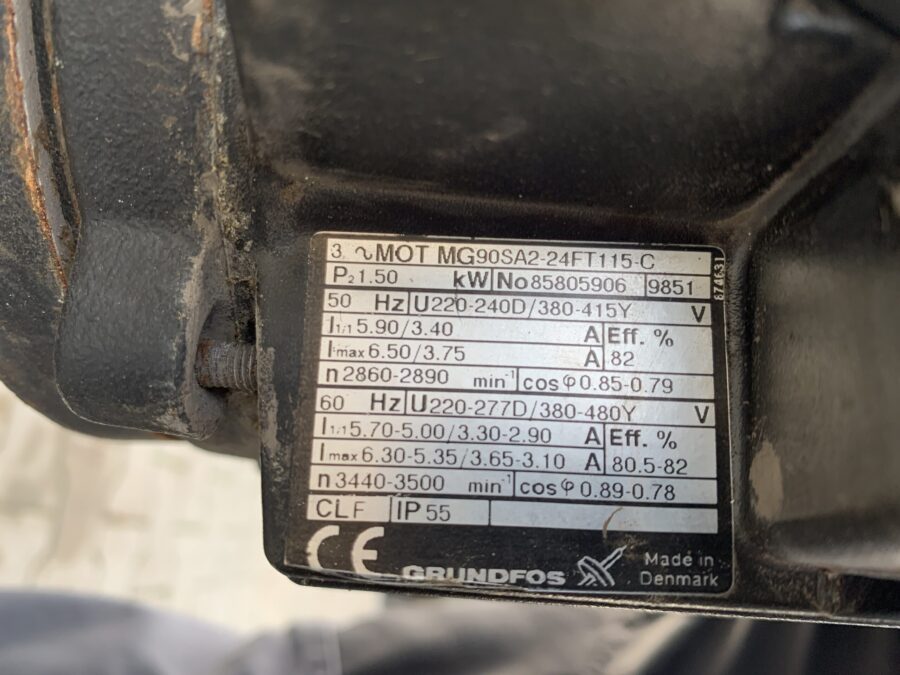 3 ∿ MOT MG90SA2-24FT115-C
P₂ 1.50 kW No 85805906 9851
874631
50 Hz U 220-240D/380-415Y V
I₁/₁ 5.90/3.40 A Eff. %
Imax 6.50/3.75 A 82
n 2860-2890 min⁻¹ cos φ 0.85-0.79
60 Hz U 220-277D/380-480Y V
I₁/₁ 5.70-5.00/3.30-2.90 A Eff. %
Imax 6.30-5.35/3.65-3.10 A 80.5-82
n 3440-3500 min⁻¹ cos φ 0.89-0.78
CL F IP 55
CE GRUNDFOS Made in
Denmark